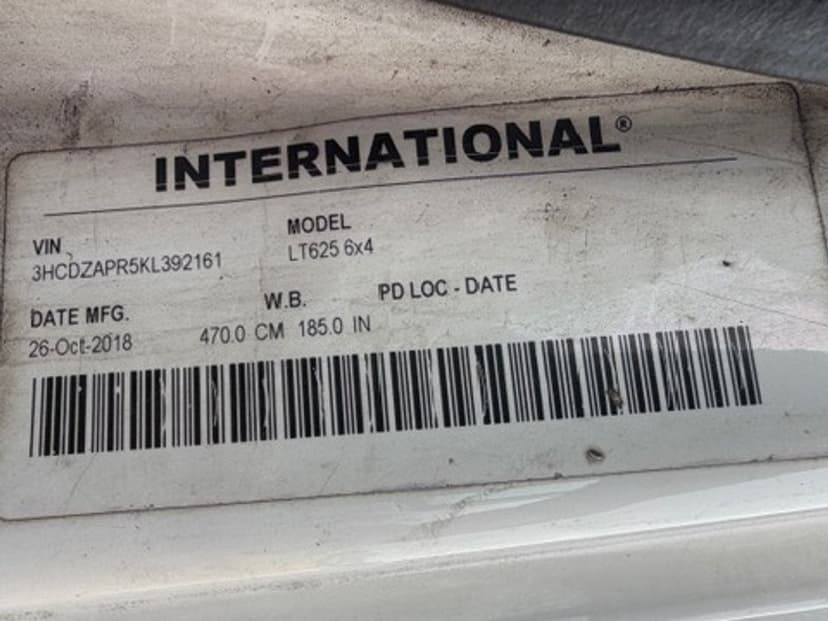 INTERNATIONAL®
VIN MODEL
3HCDZAPR5KL392161 LT625 6x4
DATE MFG. W.B. PD LOC - DATE
26-Oct-2018 470.0 CM 185.0 IN